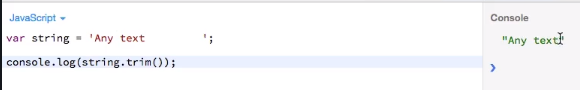 JavaScript
Console
var string = 'Any text        ';
"Any text"
console.log(string.trim());